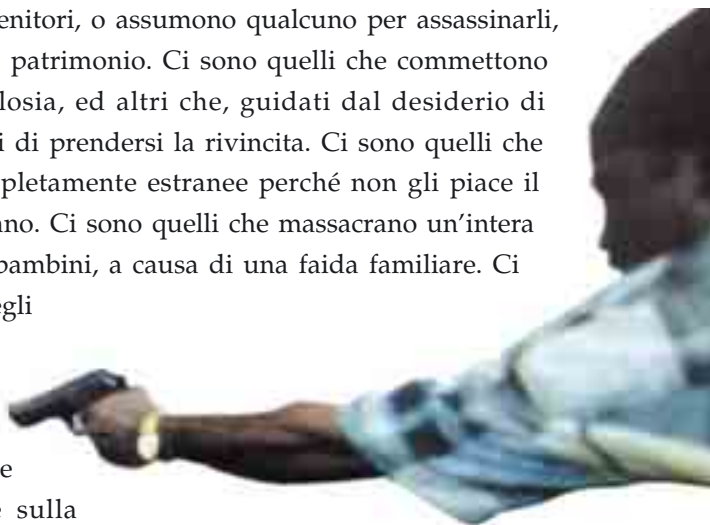 enitori, o assumono qualcuno per assassinarli,
patrimonio. Ci sono quelli che commettono
losia, ed altri che, guidati dal desiderio di
i di prendersi la rivincita. Ci sono quelli che
pletamente estranee perché non gli piace il
nno. Ci sono quelli che massacrano un'intera
bambini, a causa di una faida familiare. Ci
egli
e
e sulla